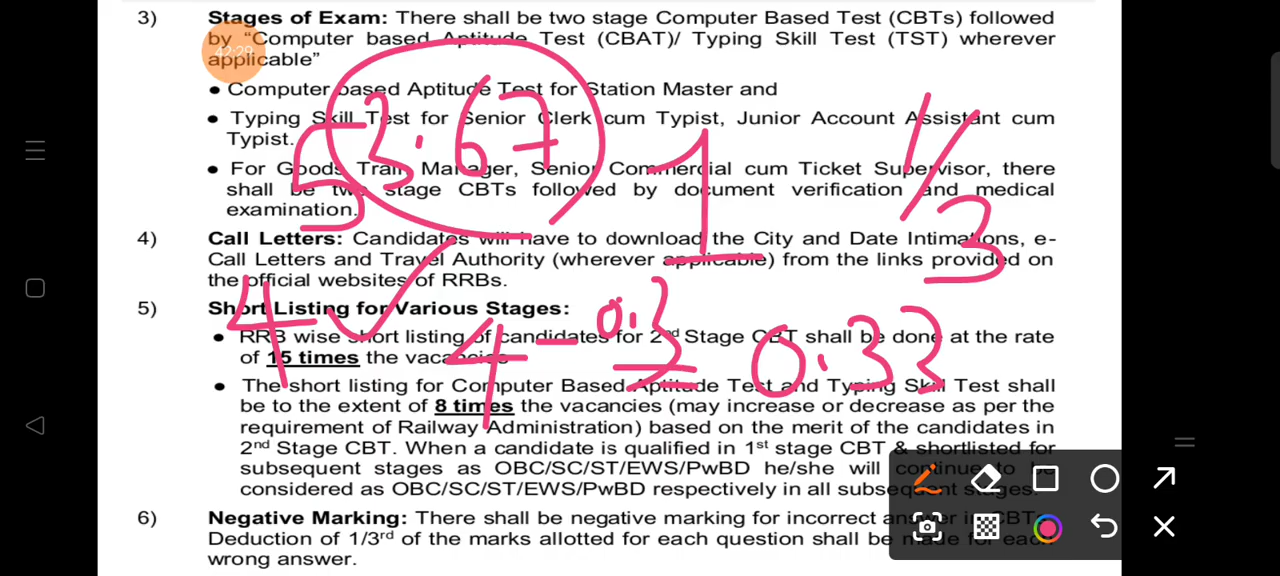 3) Stages of Exam: There shall be two stage Computer Based Test (CBTs) followed
by "Computer based Aptitude Test (CBAT)/ Typing Skill Test (TST) wherever
applicable"
42:29
• Computer based Aptitude Test for Station Master and
• Typing Skill Test for Senior Clerk cum Typist, Junior Account Assistant cum
Typist.
• For Goods Train Manager, Senior Commercial cum Ticket Supervisor, there
shall be two stage CBTs followed by document verification and medical
examination.
5 3.67
1
1/3
4) Call Letters: Candidates will have to download the City and Date Intimations, e-
Call Letters and Travel Authority (wherever applicable) from the links provided on
the official websites of RRBs.
5) Short Listing for Various Stages:
• RRB wise short listing of candidates for 2nd Stage CBT shall be done at the rate
of 15 times the vacancies
4
4 - 0.3
0.33
• The short listing for Computer Based Aptitude Test and Typing Skill Test shall
be to the extent of 8 times the vacancies (may increase or decrease as per the
requirement of Railway Administration) based on the merit of the candidates in
2nd Stage CBT. When a candidate is qualified in 1st stage CBT & shortlisted for
subsequent stages as OBC/SC/ST/EWS/PwBD he/she will continue to be
considered as OBC/SC/ST/EWS/PwBD respectively in all subsequent stages.
6) Negative Marking: There shall be negative marking for incorrect answer in CBTs.
Deduction of 1/3rd of the marks allotted for each question shall be made for each
wrong answer.